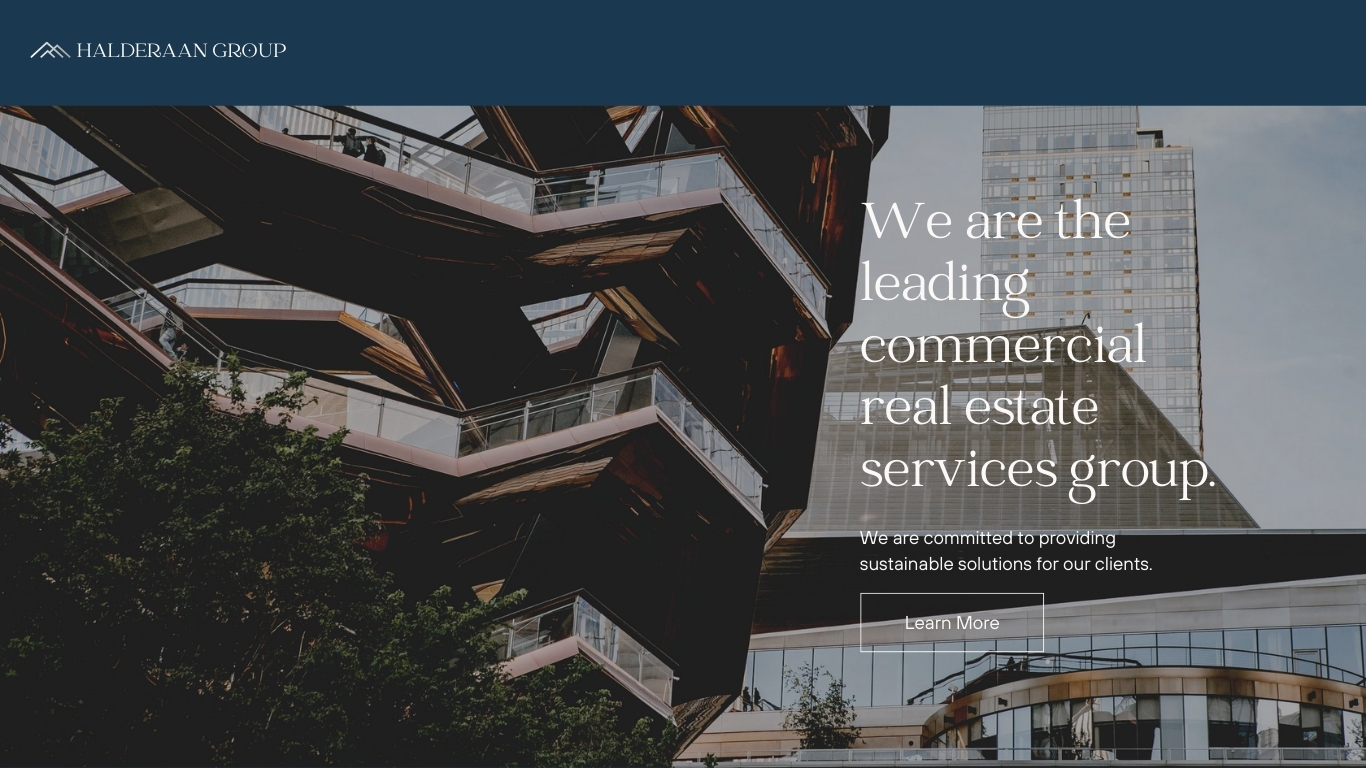 HALDERAAN GROUP
We are the
leading
commercial
real estate
services group.
We are committed to providing
sustainable solutions for our clients.
Learn More